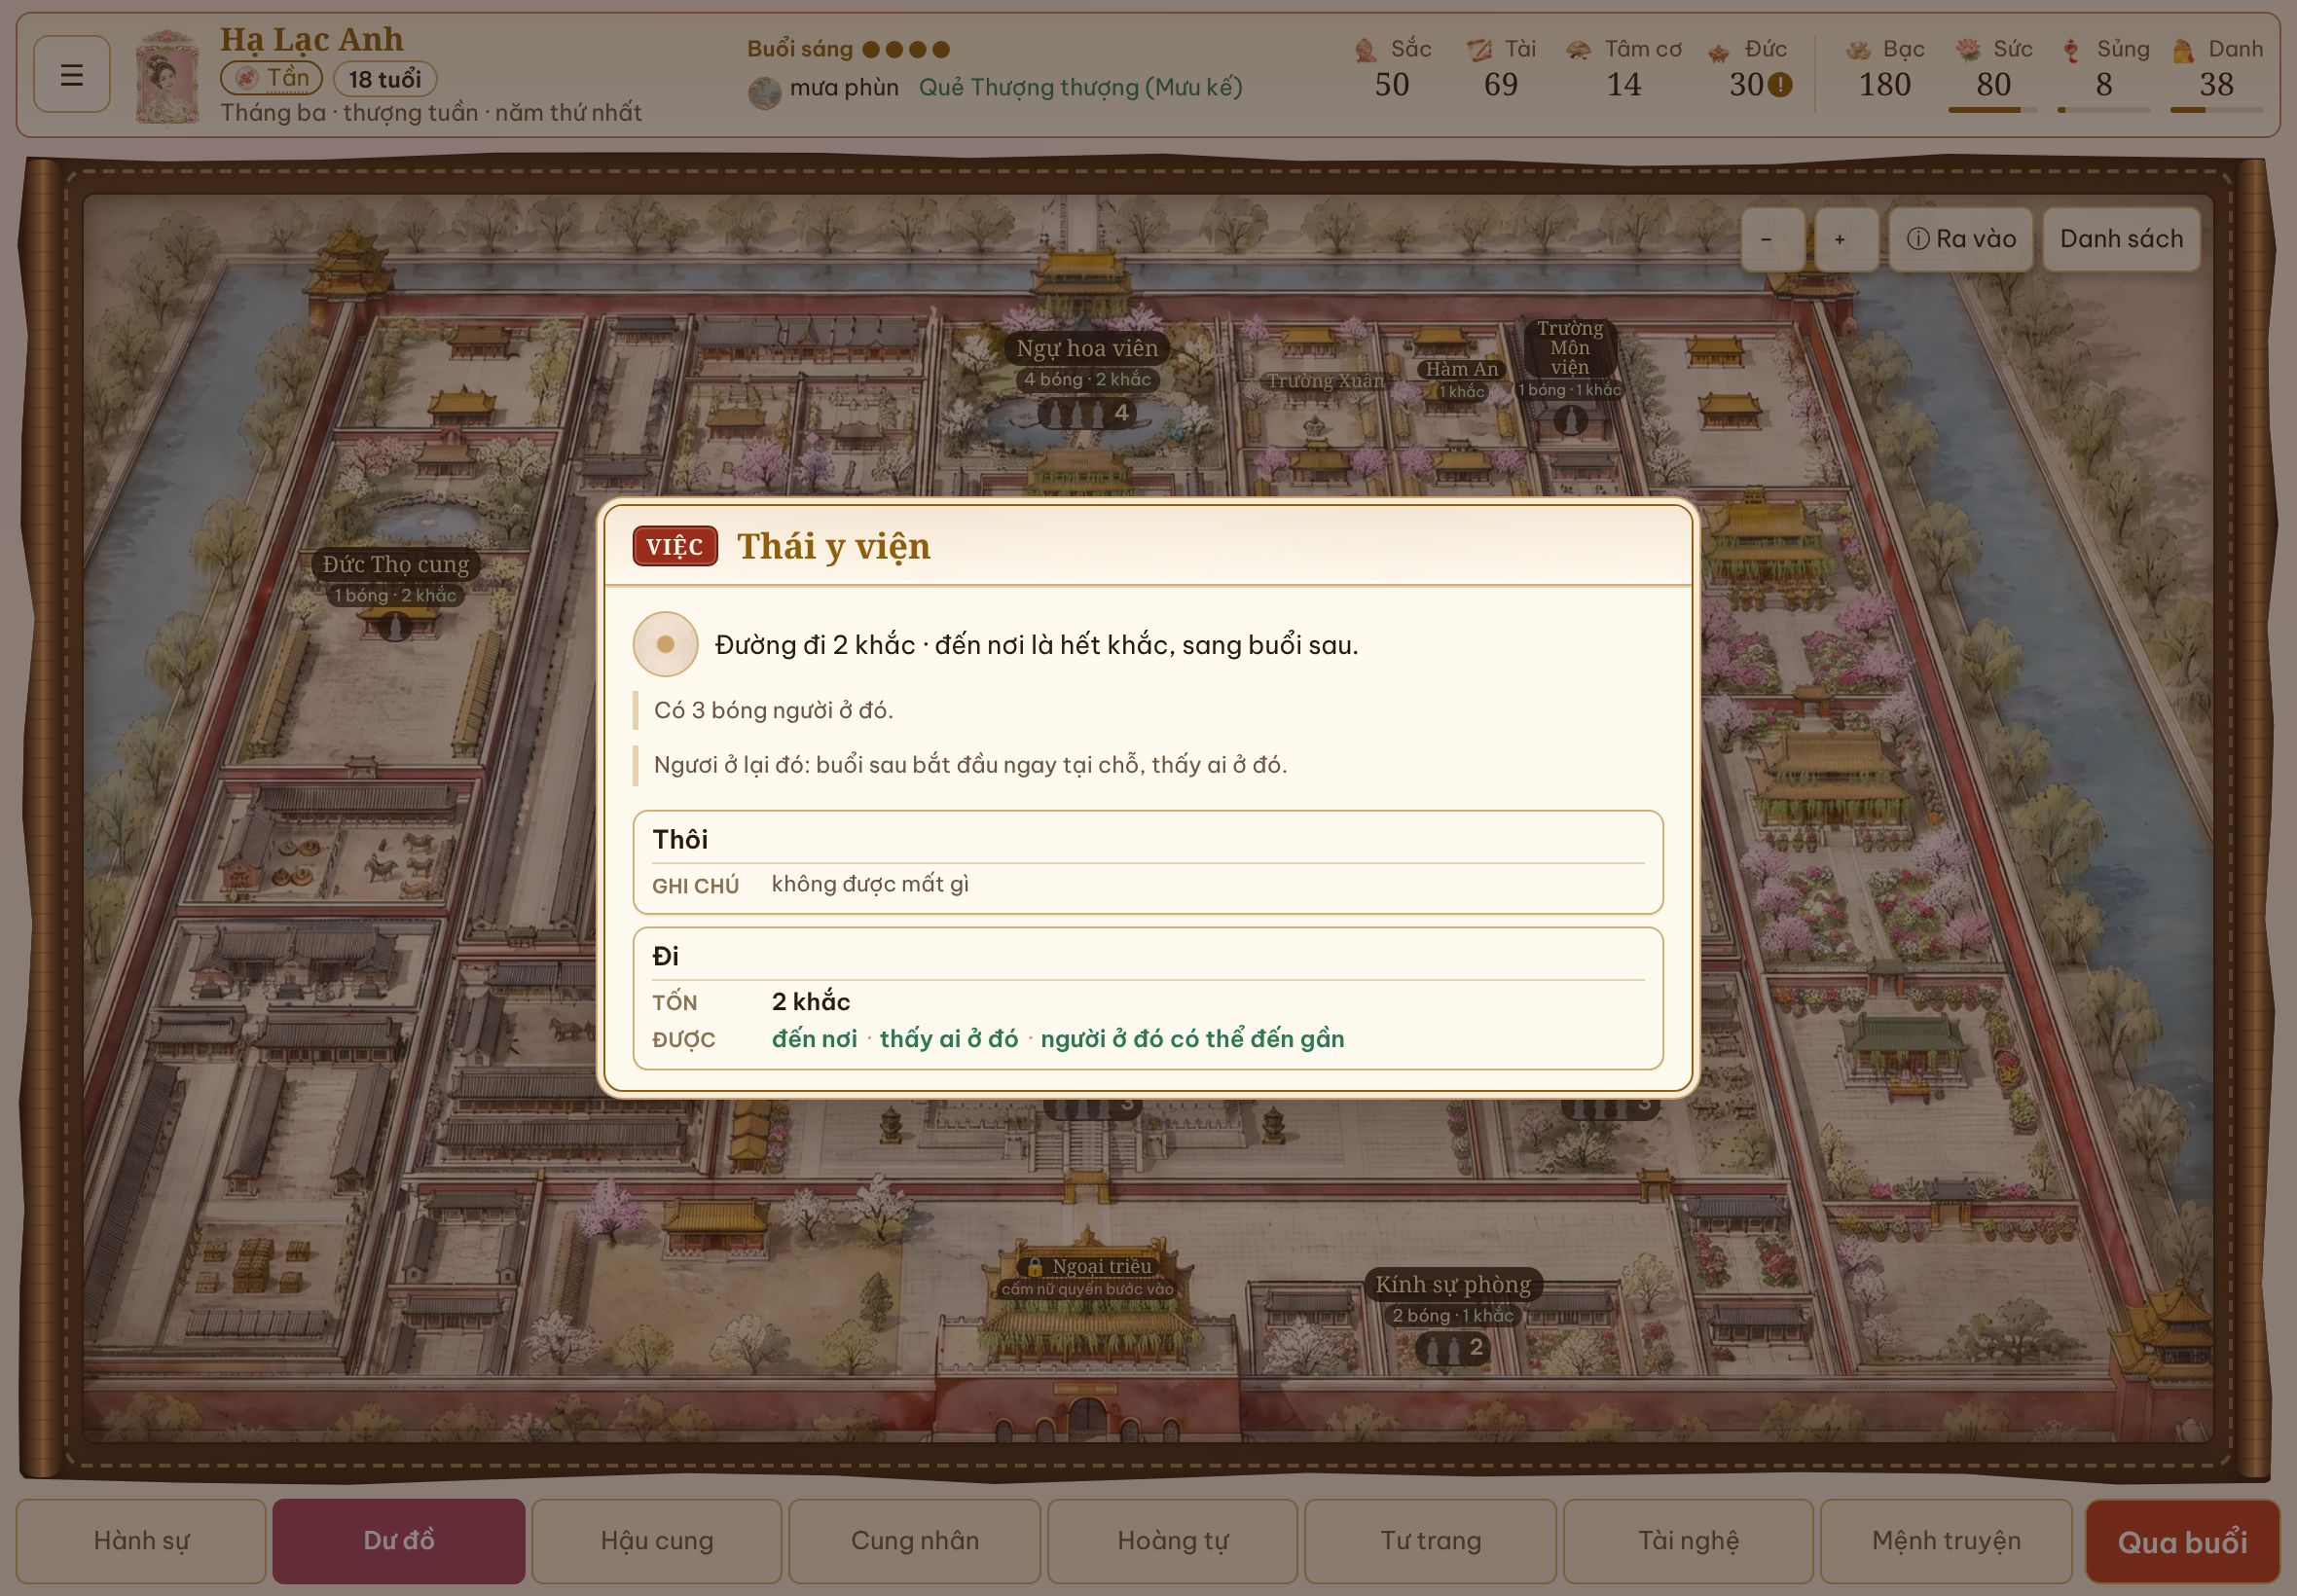 ☰
Hạ Lạc Anh
Tần
18 tuổi
Tháng ba · thượng tuần · năm thứ nhất
Buổi sáng
mưa phùn Quẻ Thượng thượng (Mưu kế)
Sắc Tài Tâm cơ Đức Bạc Sức Sủng Danh
50 69 14 30 ! 180 80 8 38
− + ⓘ Ra vào Danh sách
Ngự hoa viên
4 bóng · 2 khắc
4
Trường Xuân
Hàm An
1 khắc
Trường
Môn
viện
1 bóng · 1 khắc
Đức Thọ cung
1 bóng · 2 khắc
VIỆC Thái y viện
Đường đi 2 khắc · đến nơi là hết khắc, sang buổi sau.
Có 3 bóng người ở đó.
Ngươi ở lại đó: buổi sau bắt đầu ngay tại chỗ, thấy ai ở đó.
Thôi
GHI CHÚ không được mất gì
Đi
TỐN 2 khắc
ĐƯỢC đến nơi · thấy ai ở đó · người ở đó có thể đến gần
3 3
Ngoại triều
cấm nữ quyến bước vào
Kính sự phòng
2 bóng · 1 khắc
2
Hành sự Dư đồ Hậu cung Cung nhân Hoàng tự Tư trang Tài nghệ Mệnh truyện Qua buổi